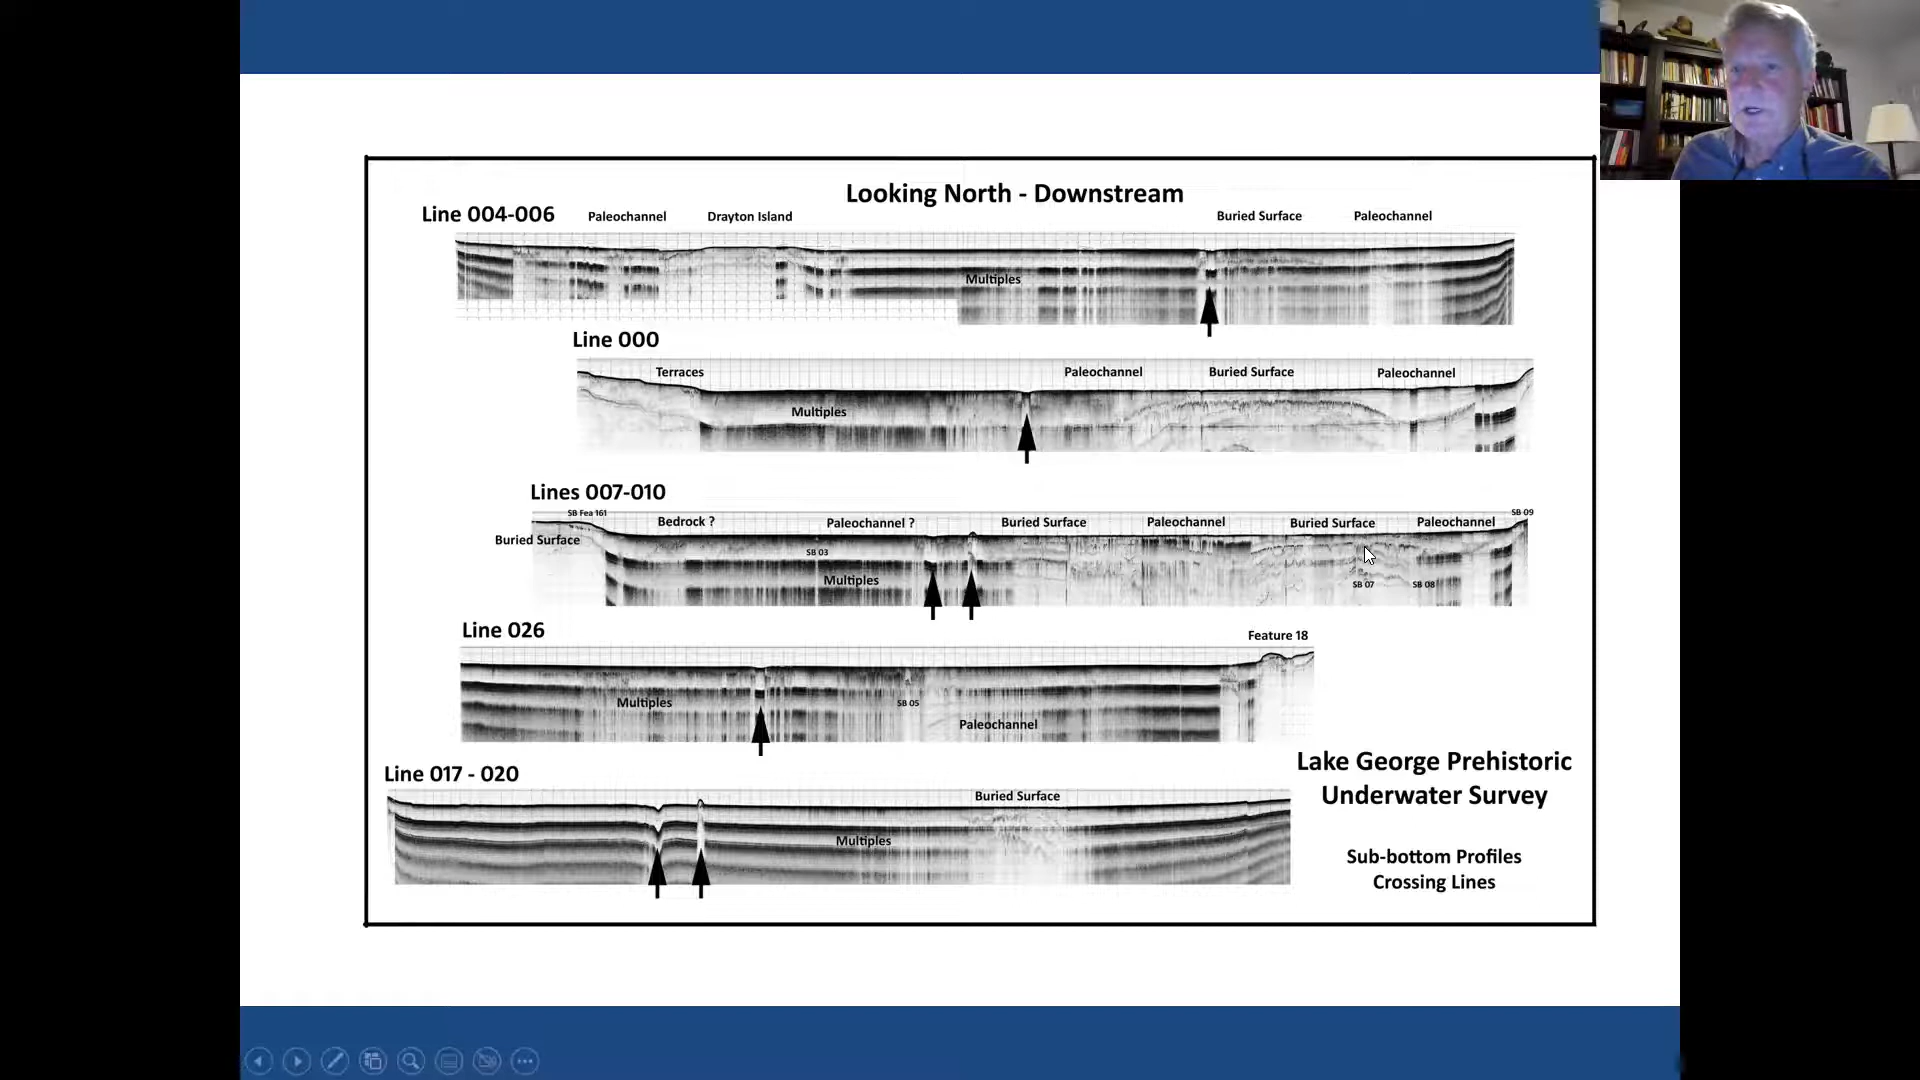 Looking North - Downstream
Line 004-006
Paleochannel
Drayton Island
Buried Surface
Paleochannel
Multiples
Line 000
Terraces
Paleochannel
Buried Surface
Paleochannel
Multiples
Lines 007-010
SB Fea 161
SB 09
Bedrock ?
Paleochannel ?
Buried Surface
Paleochannel
Buried Surface
Paleochannel
Buried Surface
SB 03
Multiples
SB 07
SB 08
Line 026
Feature 18
Multiples
SB 05
Paleochannel
Line 017 - 020
Buried Surface
Multiples
Lake George Prehistoric
Underwater Survey
Sub-bottom Profiles
Crossing Lines